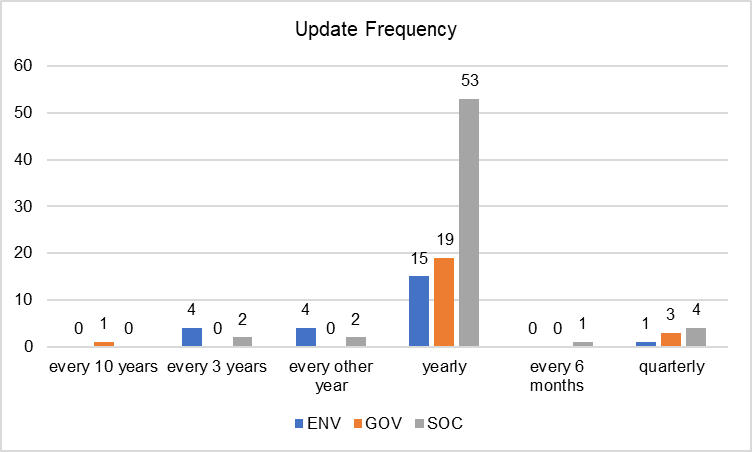 Update Frequency
60
50
40
30
20
10
0
0 1 0
4 0 2
4 0 2
15 19 53
0 0 1
1 3 4
every 10 years
every 3 years
every other
year
yearly
every 6
months
quarterly
ENV GOV SOC